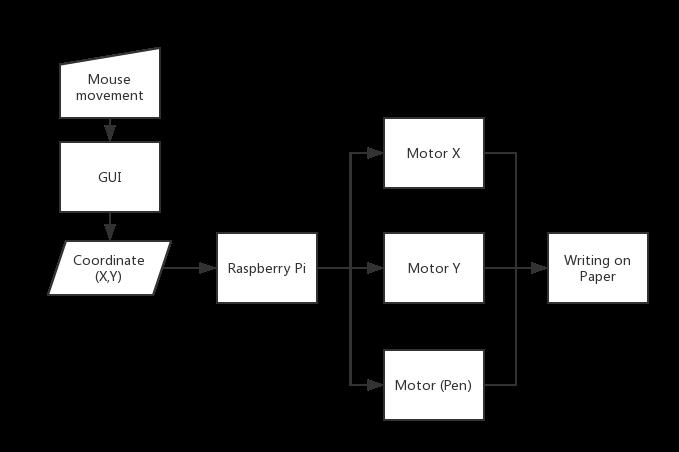 Mouse
movement
GUI
Coordinate
(X,Y)
Raspberry Pi
Motor X
Motor Y
Motor (Pen)
Writing on
Paper